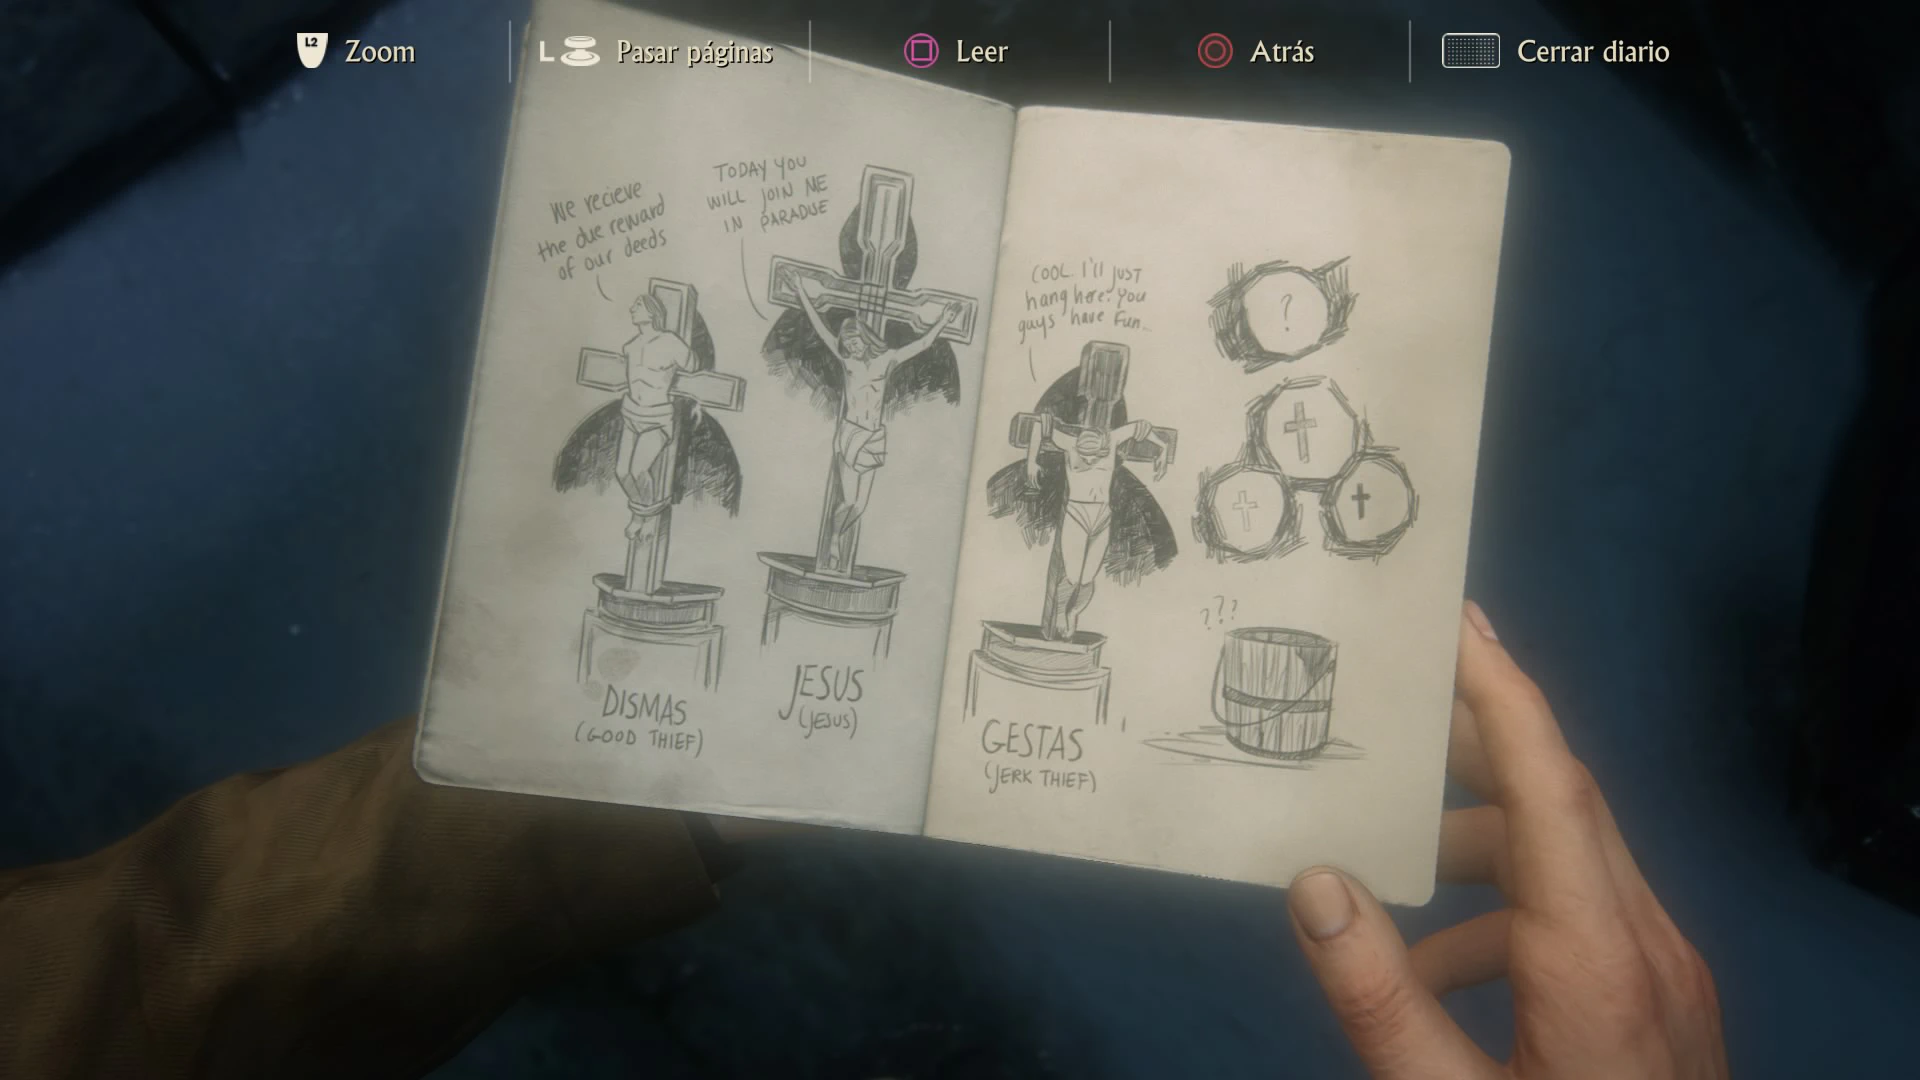 L2 Zoom
L Pasar páginas
Leer
Atrás
Cerrar diario
We recieve
the due reward
of our deeds
TODAY YOU
WILL JOIN ME
IN PARADISE
DISMAS
(GOOD THIEF)
JESUS
(JESUS)
COOL. I'll JUST
hang here. You
guys have fun...
GESTAS
(JERK THIEF)
?
???